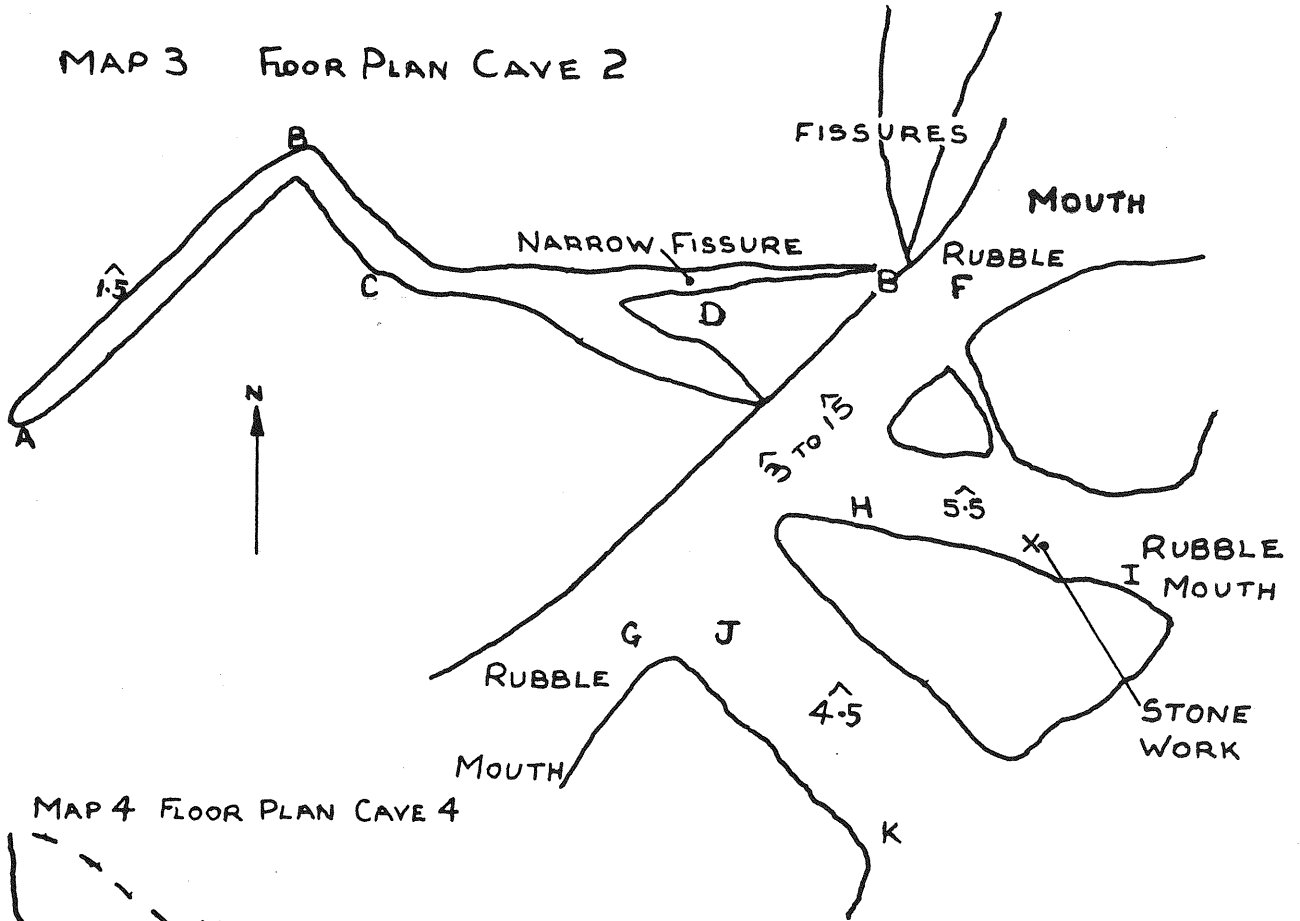 MAP 3 FLOOR PLAN CAVE 2
FISSURES
B
MOUTH
NARROW FISSURE
RUBBLE
B
F
1.5
C
D
N
A
3 TO 15
H
5.5
X
RUBBLE
I
MOUTH
G
J
RUBBLE
4.5
STONE
WORK
MOUTH
MAP 4 FLOOR PLAN CAVE 4
K